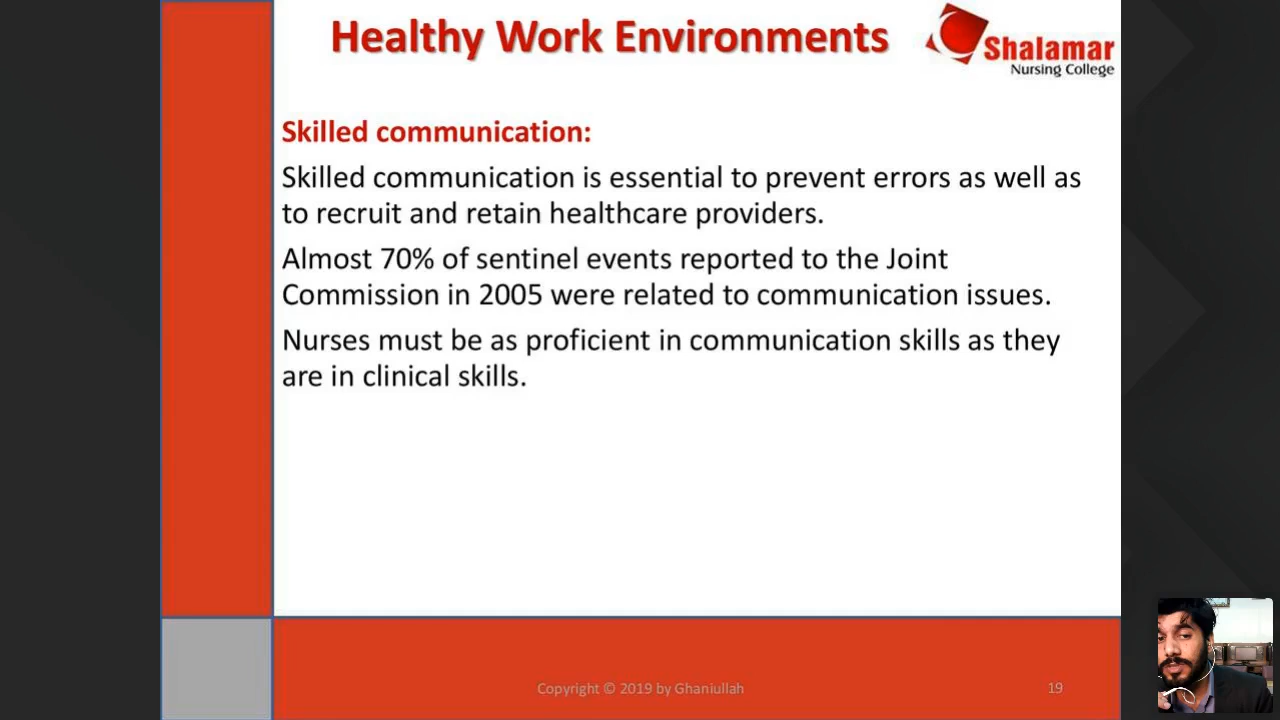 Healthy Work Environments
Shalamar
Nursing College
Skilled communication:
Skilled communication is essential to prevent errors as well as
to recruit and retain healthcare providers.
Almost 70% of sentinel events reported to the Joint
Commission in 2005 were related to communication issues.
Nurses must be as proficient in communication skills as they
are in clinical skills.
Copyright © 2019 by Ghaniullah
19